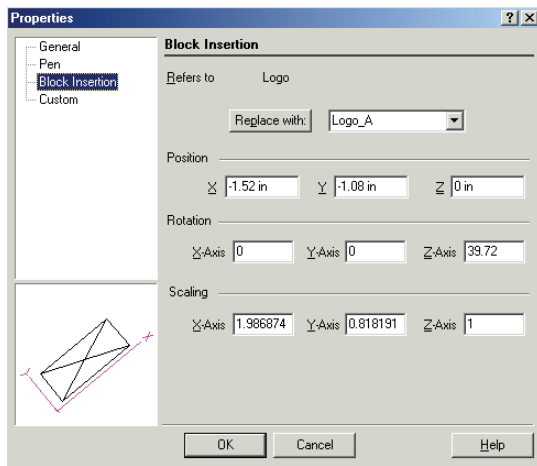 Properties
General
Pen
Block Insertion
Custom
Block Insertion
Refers to Logo
Replace with: Logo_A
Position
X -1.52 in Y -1.08 in Z 0 in
Rotation
X-Axis 0 Y-Axis 0 Z-Axis 39.72
Scaling
X-Axis 1.986874 Y-Axis 0.818191 Z-Axis 1
Y X
OK Cancel Help